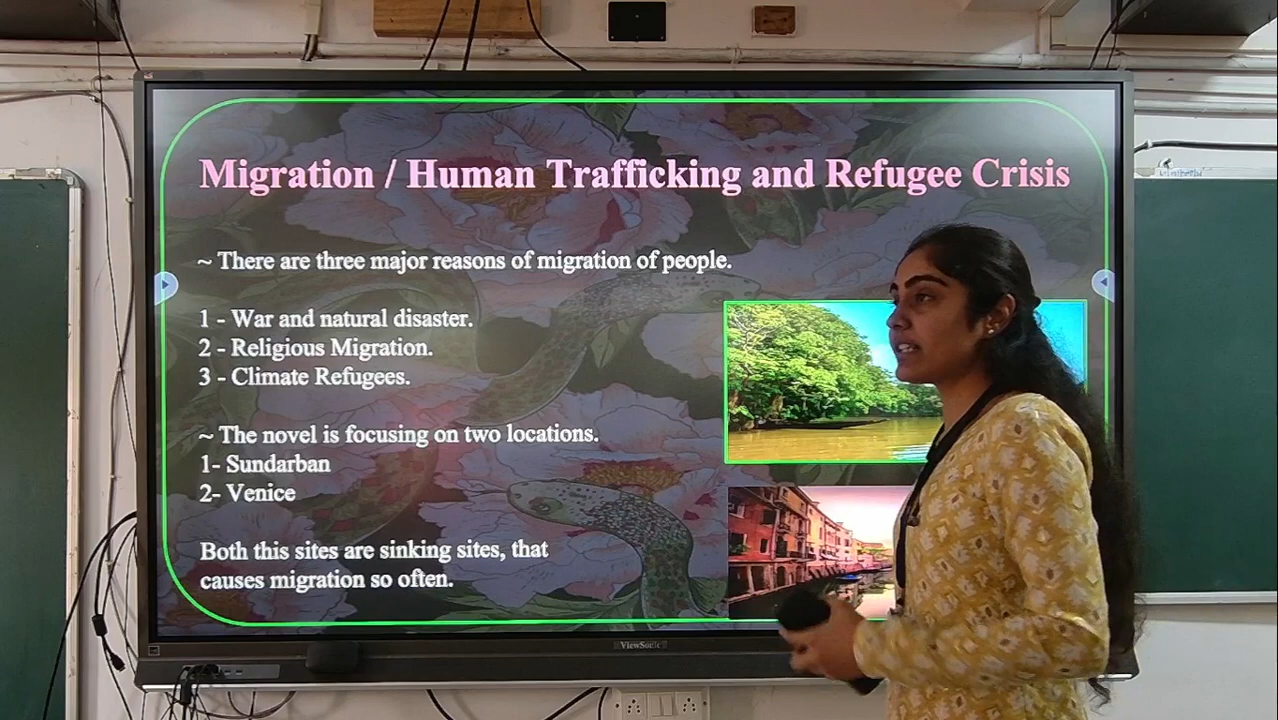 Migration / Human Trafficking and Refugee Crisis
~ There are three major reasons of migration of people.
1 - War and natural disaster.
2 - Religious Migration.
3 - Climate Refugees.
~ The novel is focusing on two locations.
1- Sundarban
2- Venice
Both this sites are sinking sites, that
causes migration so often.
ViewSonic